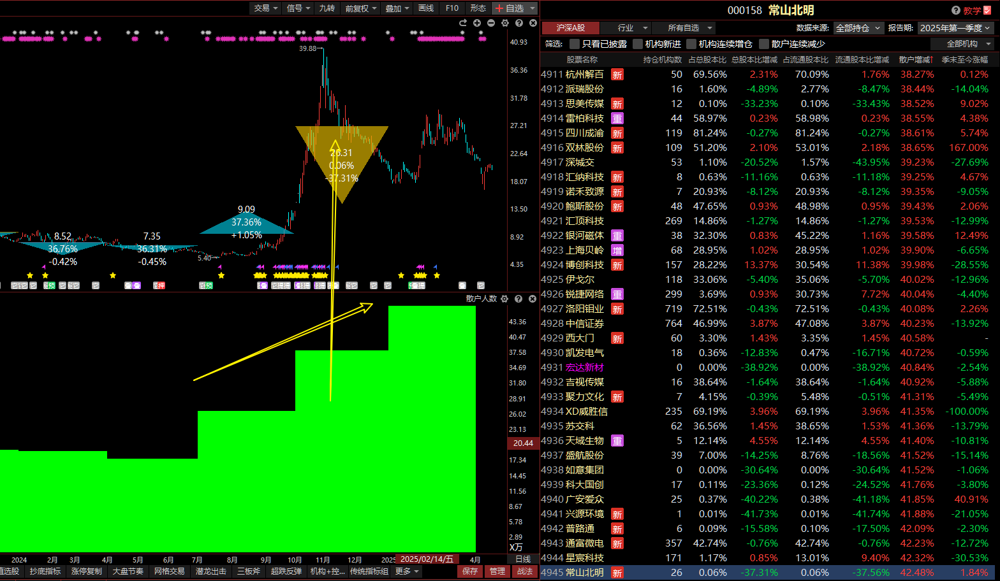 交易 信号 九转 前复权 叠加 画线 F10 形态 +自选
000158 常山北明
教学
沪深A股 行业 所有自选 数据来源: 全部持仓 报告期: 2025年第一季度
筛选: 只看已披露 机构新进 机构连续增仓 散户连续减少 全部机构
股票名称 持仓机构数 占总股本比 总股本比增减 占流通股本比 流通股本比增减 散户增减↑ 季末至今涨幅
4911 杭州解百 新 50 69.56% 2.31% 70.09% 1.76% 38.27% 0.12%
4912 派瑞股份 16 1.60% -4.89% 2.77% -8.47% 38.44% -14.04%
4913 思美传媒 新 12 0.10% -33.23% 0.10% -33.43% 38.52% 9.02%
4914 雷柏科技 重 44 58.97% 0.23% 58.98% 0.23% 38.55% 4.38%
4915 四川成渝 新 119 81.24% -0.27% 81.24% -0.27% 38.61% 5.74%
4916 双林股份 新 109 51.20% 2.10% 53.01% 2.18% 38.65% 167.00%
4917 深城交 53 1.10% -20.52% 1.57% -43.95% 39.23% -27.69%
4918 汇纳科技 新 8 0.63% -11.16% 0.63% -11.18% 39.25% 4.67%
4919 诺禾致源 新 7 20.93% -8.12% 20.93% -8.12% 39.35% -9.05%
4920 鲍斯股份 新 48 47.65% 0.93% 48.98% 0.95% 39.43% 2.06%
4921 汇顶科技 269 14.86% -1.27% 14.86% -1.27% 39.53% -12.99%
4922 银河磁体 重 38 32.30% 0.83% 45.22% 1.16% 39.58% 12.49%
4923 上海贝岭 增 68 28.95% 1.02% 28.95% 1.02% 39.90% -6.65%
4924 博创科技 新 157 28.22% 13.37% 30.54% 11.38% 39.98% -28.55%
4925 伊戈尔 118 33.06% -5.40% 35.06% -5.70% 40.02% -12.96%
4926 锐捷网络 重 299 3.69% 0.93% 30.73% 7.72% 40.04% -4.40%
4927 洛阳钼业 新 719 72.51% -0.43% 72.51% -0.43% 40.08% 2.26%
4928 中信证券 764 46.99% 3.87% 47.08% 3.87% 40.23% -13.92%
4929 西大门 新 60 3.30% 1.43% 3.35% 1.45% 40.58% -
4930 凯发电气 18 0.36% -12.83% 0.47% -16.71% 40.72% -0.59%
4931 宏达新材 0 0.00% -38.92% 0.00% -38.92% 40.84% -2.54%
4932 吉视传媒 16 38.64% -1.64% 38.64% -1.64% 40.92% -5.88%
4933 聚力文化 新 7 4.15% -0.39% 5.48% -0.51% 41.31% -5.49%
4934 XD威胜信 235 69.19% 3.96% 69.19% 3.96% 41.35% -100.00%
4935 苏交科 62 36.56% 1.45% 38.65% 1.53% 41.36% -13.79%
4936 天域生物 重 5 12.14% 4.55% 12.14% 4.55% 41.40% -10.81%
4937 盛航股份 39 7.00% -14.25% 8.76% -18.56% 41.52% -15.14%
4938 如意集团 0 0.00% -30.64% 0.00% -30.64% 41.52% -1.06%
4939 科大国创 17 0.11% -23.36% 0.12% -24.52% 41.76% -3.80%
4940 广安爱众 25 0.37% -40.22% 0.38% -41.18% 41.85% 40.91%
4941 兴源环境 新 1 0.01% -41.73% 0.01% -41.74% 41.88% -21.05%
4942 普路通 新 6 0.09% -15.58% 0.10% -17.50% 42.09% -2.30%
4943 通富微电 新 357 42.74% -0.76% 42.74% -0.76% 42.23% -12.72%
4944 星宸科技 171 1.17% 0.85% 13.01% 9.40% 42.32% -30.53%
4945 常山北明 新 26 0.06% -37.31% 0.06% -37.56% 42.48% 1.84%
39.88
40.93
36.36
31.78
27.21
22.64
18.07
13.50
8.92
4.35
26.31
0.06%
-37.31%
9.09
37.36%
+1.05%
8.52
36.76%
-0.42%
7.35
36.31%
-0.45%
5.40
散户人数
43.36
40.47
37.58
34.69
31.80
28.91
26.02
23.13
20.44
17.34
14.45
11.56
8.67
5.78
2.89
X万
2024 2月 3月 4月 5月 6月 7月 8月 9月 10月 11月 12月 2025 2025/02/14/五 4月 日线
值选股 抄底指标 涨停复制 大盘节奏 网格交易 潜龙出击 三板斧 超跌反弹 机构+控... 传统指标组 更多 保存 管理 战法